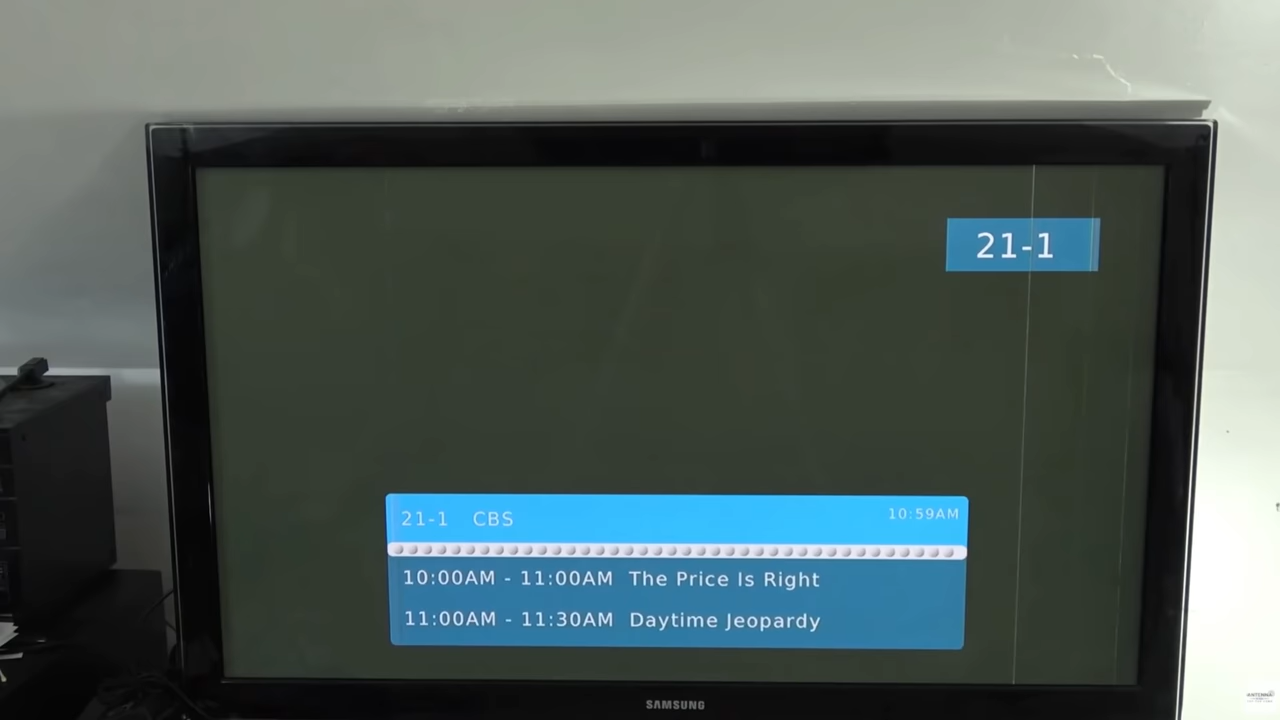 21-1
21-1 CBS 10:59AM
10:00AM - 11:00AM The Price Is Right
11:00AM - 11:30AM Daytime Jeopardy
SAMSUNG
ANTENNA